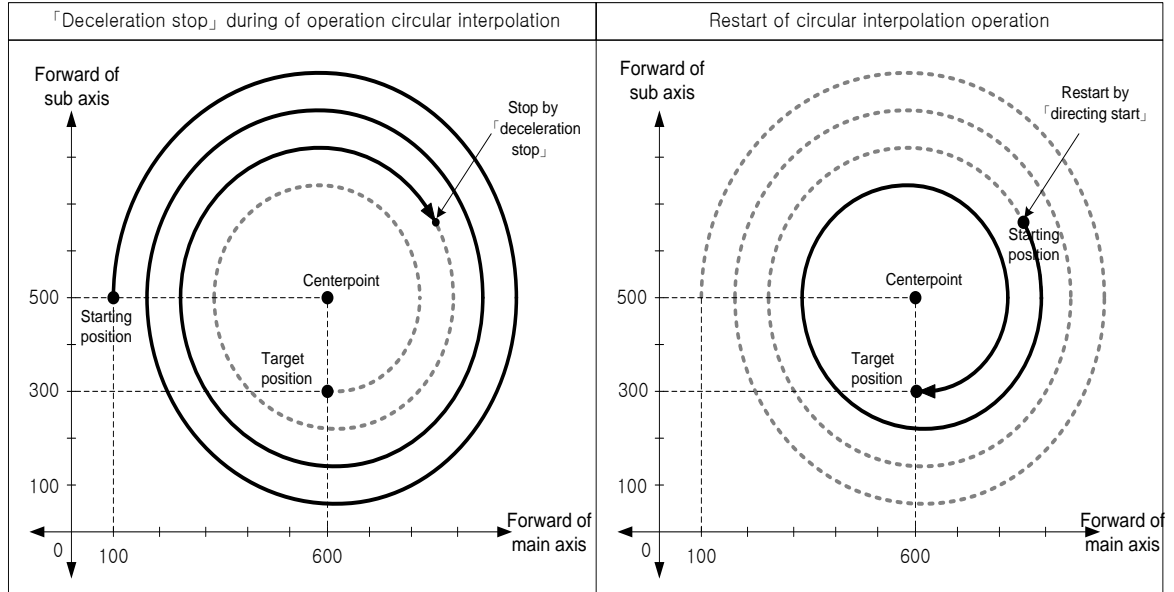 「Deceleration stop」 during of operation circular interpolation
Restart of circular interpolation operation
Forward of
sub axis
Stop by
「deceleration
stop」
Centerpoint
500
Starting
position
Target
position
300
100
0
100
600
Forward of
main axis
Forward of
sub axis
Restart by
「directing start」
Starting
position
Centerpoint
500
Target
position
300
100
0
100
600
Forward of
main axis